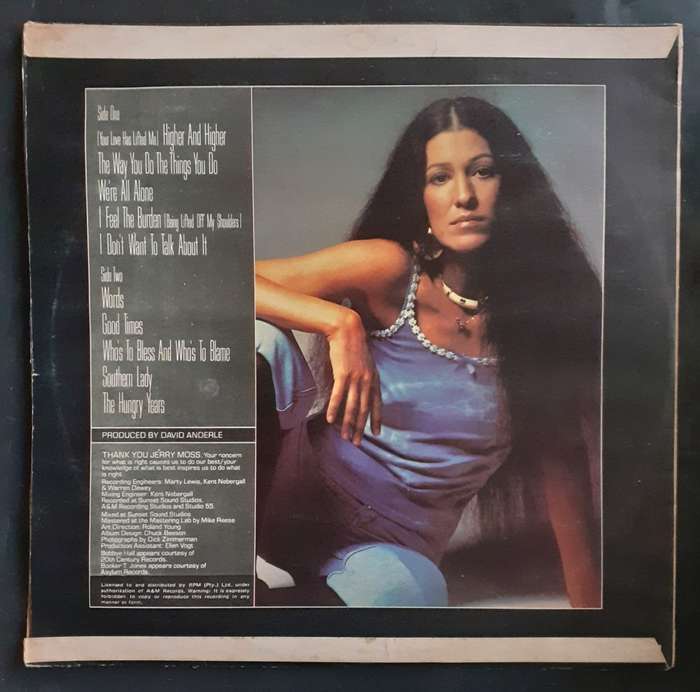 Side One
(Your Love Has Lifted Me) Higher And Higher
The Way You Do The Things You Do
We're All Alone
I Feel The Burden (Being Lifted Off My Shoulders)
I Don't Want To Talk About It
Side Two
Words
Good Times
Who's To Bless And Who's To Blame
Southern Lady
The Hungry Years
PRODUCED BY DAVID ANDERLE
THANK YOU JERRY MOSS. Your concern
for what is right causes us to do our best/your
knowledge of what is best inspires us to do what
is right.
Recording Engineers: Marty Lewis, Kent Nebergall
& Warren Dewey
Mixing Engineer: Kent Nebergall
Recorded at Sunset Sound Studios,
A&M Recording Studios and Studio 55.
Mixed at Sunset Sound Studios
Mastered at the Mastering Lab by Mike Reese
Art Direction: Roland Young
Album Design: Chuck Beeson
Photographs by Dick Zimmerman
Production Assistant: Ellen Vogt
Bobbye Hall appears courtesy of
20th Century Records.
Booker T. Jones appears courtesy of
Asylum Records.
Licensed to and distributed by RPM (Pty.) Ltd. under
authorization of A&M Records. Warning: It is expressly
forbidden to copy or reproduce this recording in any
manner or form.